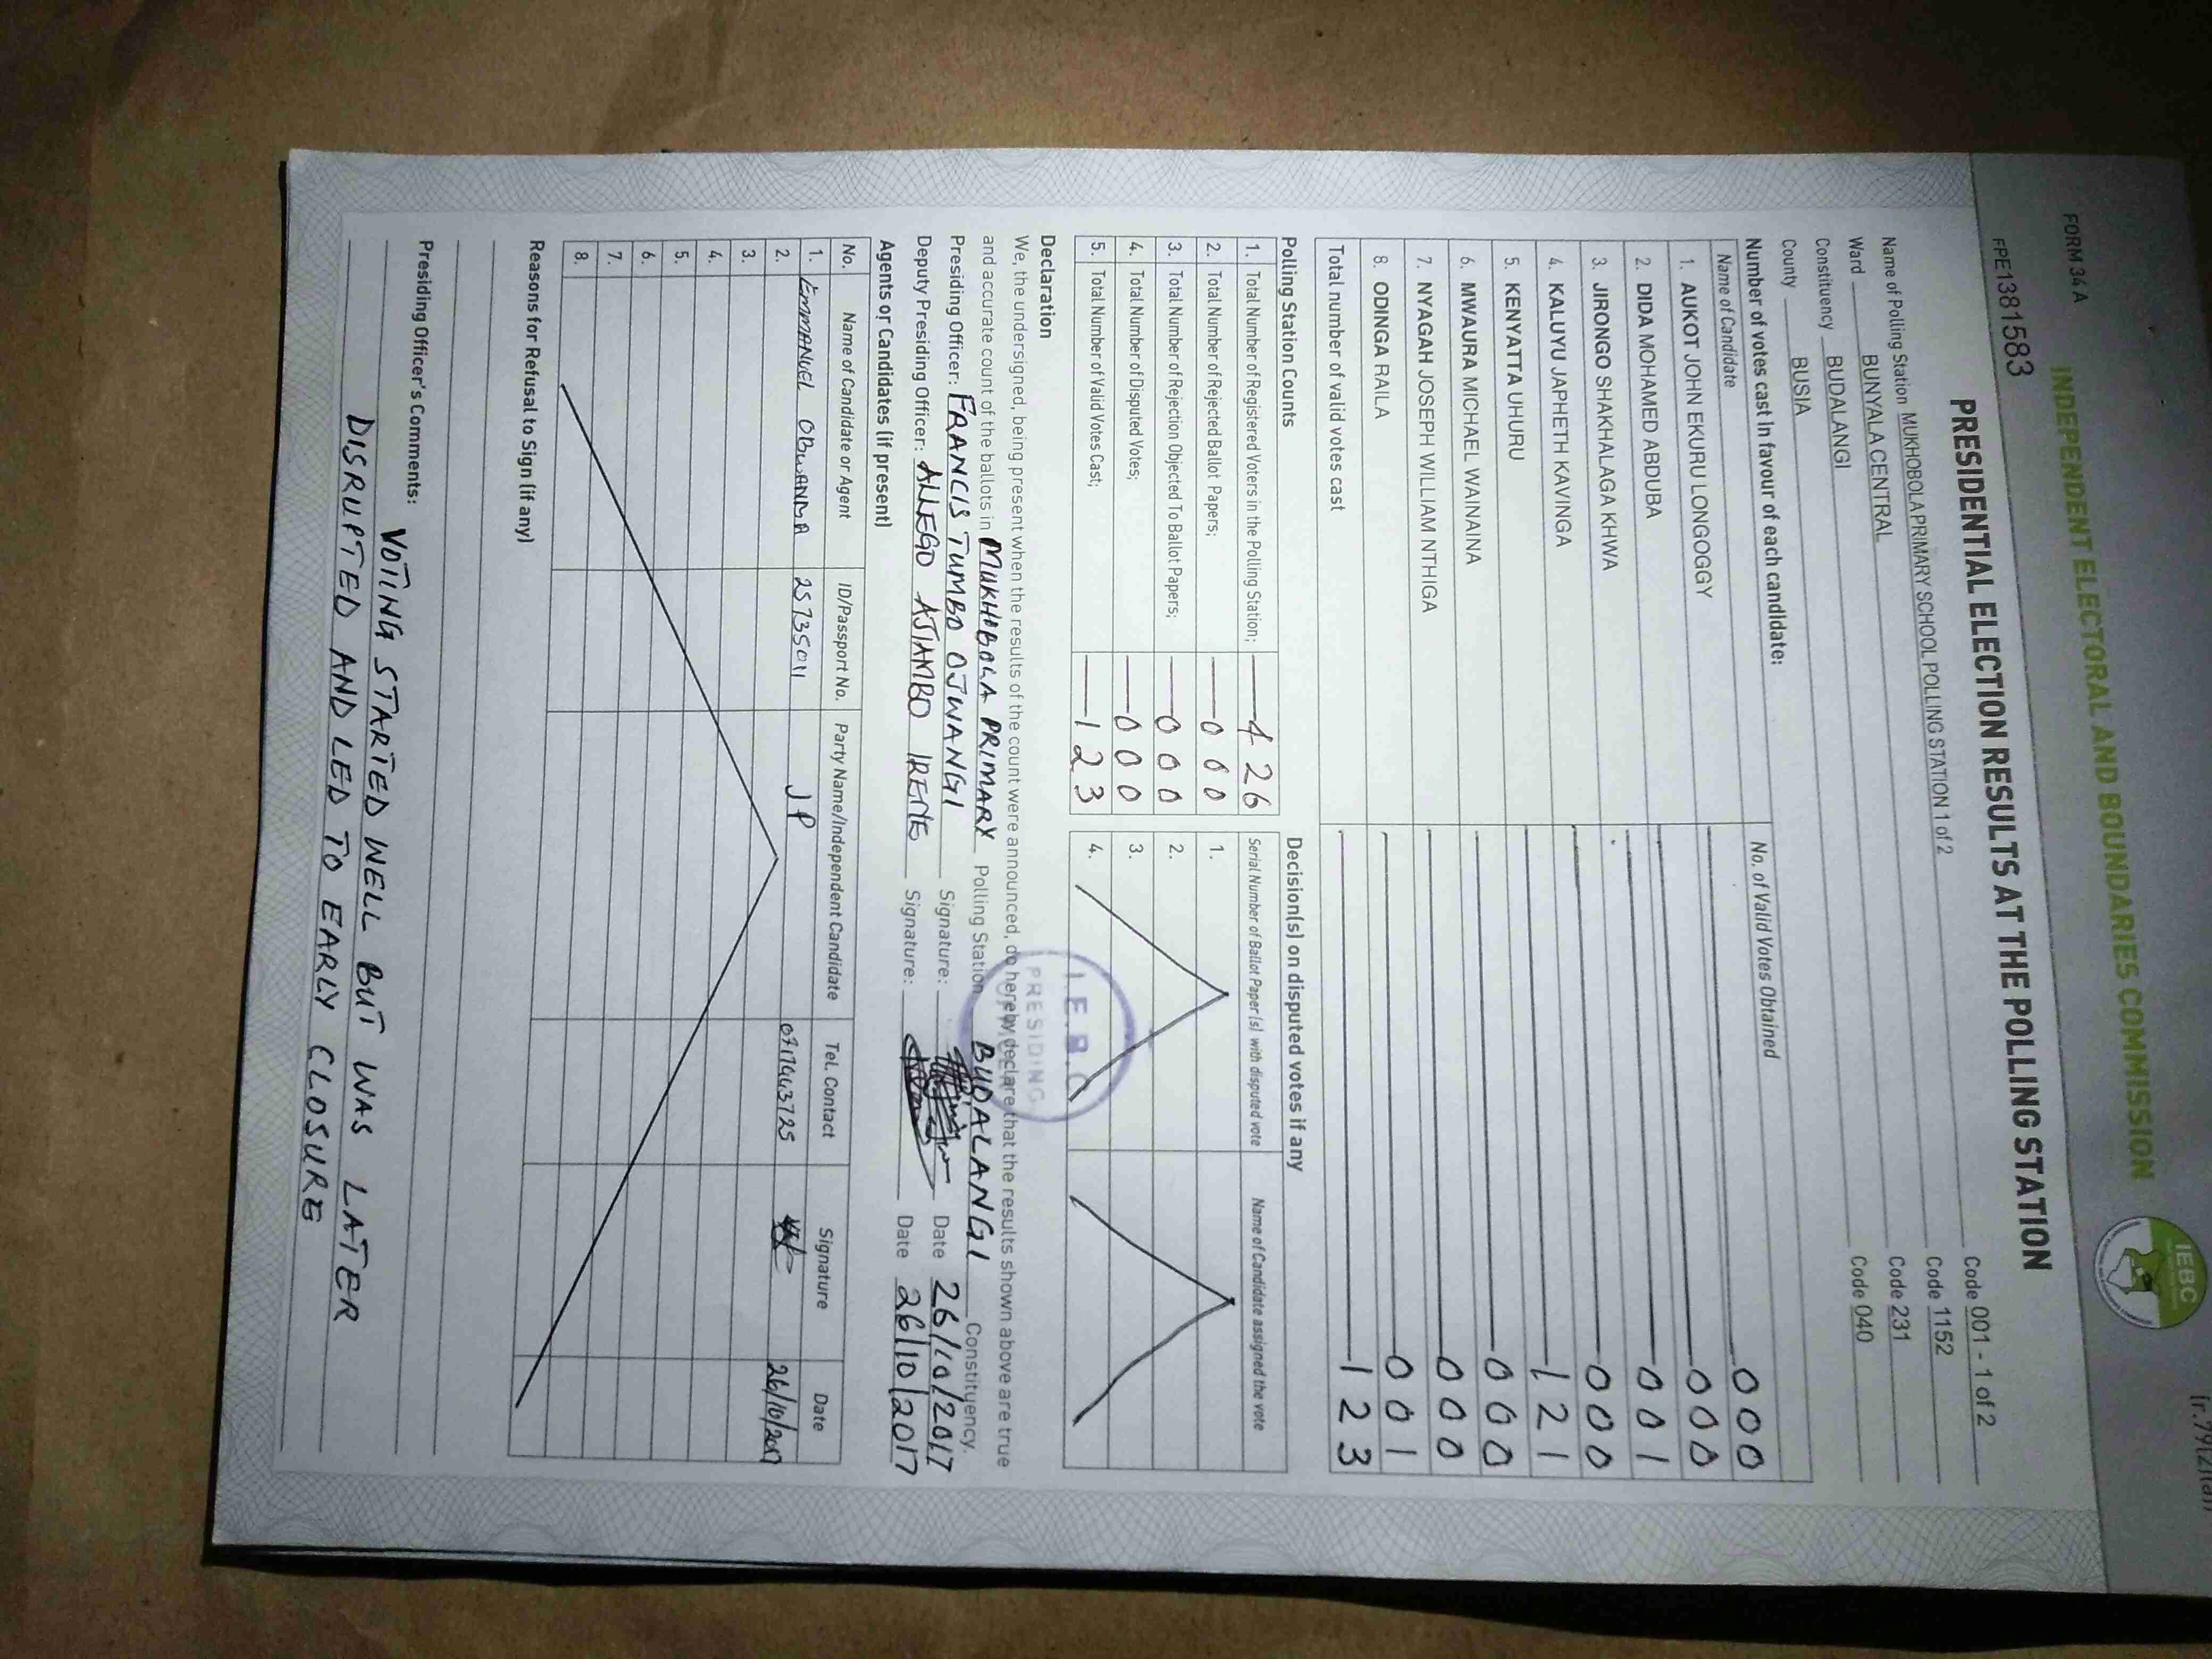 FORM 34 A
INDEPENDENT ELECTORAL AND BOUNDARIES COMMISSION
IEBC
FPE1381583
PRESIDENTIAL ELECTION RESULTS AT THE POLLING STATION
Name of Polling Station MUKHOBOLA PRIMARY SCHOOL POLLING STATION 1 of 2 Code 001 - 1 of 2
Ward BUNYALA CENTRAL Code 1152
Constituency BUDALANGI Code 231
County BUSIA Code 040
Number of votes cast in favour of each candidate:
Name of Candidate No. of Valid Votes Obtained
1. AUKOT JOHN EKURU LONGOGGY 000
2. DIDA MOHAMED ABDUBA 000
3. JIRONGO SHAKHALAGA KHWA 001
4. KALUYU JAPHETH KAVINGA 000
5. KENYATTA UHURU 121
6. MWAURA MICHAEL WAINAINA 000
7. NYAGAH JOSEPH WILLIAM NTHIGA 000
8. ODINGA RAILA 001
Total number of valid votes cast 123
Polling Station Counts
1. Total Number of Registered Voters in the Polling Station; 426
2. Total Number of Rejected Ballot Papers; 000
3. Total Number of Rejection Objected To Ballot Papers; 000
4. Total Number of Disputed Votes; 000
5. Total Number of Valid Votes Cast; 123
Decision(s) on disputed votes if any
Serial Number of Ballot Paper(s) with disputed vote Name of Candidate assigned the vote
1.
2.
3.
4.
Declaration
We, the undersigned, being present when the results of the count were announced, do hereby declare that the results shown above are true
and accurate count of the ballots in MUKHOBOLA PRIMARY Polling Station BUDALANGI Constituency.
Presiding Officer: FRANCIS TUMBO OJWANGI Signature: Date 26/10/2017
Deputy Presiding Officer: ALLEGO AJIAMBO IRENE Signature: Date 26/10/2017
I.E.B.C
PRESIDING
Agents or Candidates (if present)
No. Name of Candidate or Agent ID/Passport No. Party Name/Independent Candidate Tel. Contact Signature Date
1. EMMANUEL 25735011 JP 26/10/2017
2.
3.
4.
5.
6.
7.
8.
Reasons for Refusal to Sign (if any)
Presiding Officer's Comments: VOTING STARTED WELL BUT WAS LATER
DISRUPTED AND LED TO EARLY CLOSURE